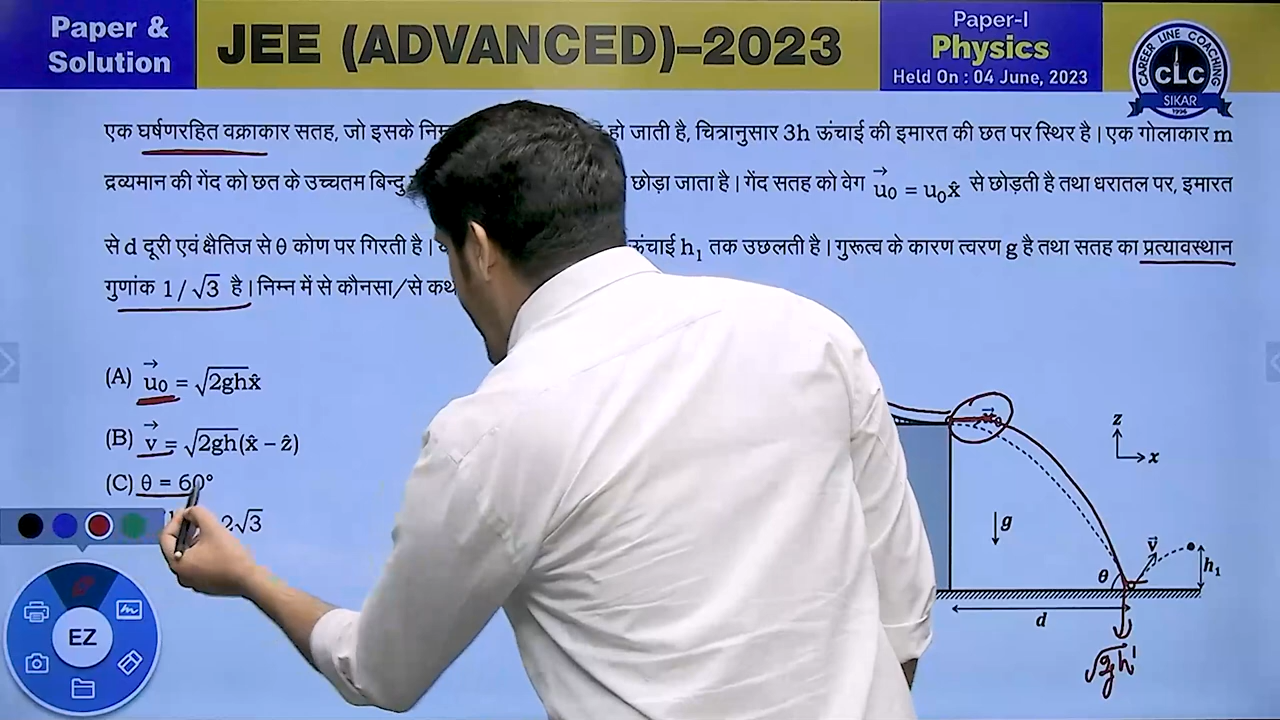 Paper &
Solution
JEE (ADVANCED)–2023
Paper-I
Physics
Held On : 04 June, 2023
CAREER LINE COACHING
CLC
SIKAR
1996
एक घर्षणरहित वक्राकार सतह, जो इसके हो जाती है, चित्रानुसार 3h ऊंचाई की इमारत की छत पर स्थिर है। एक गोलाकार m
द्रव्यमान की गेंद को छत के उच्चतम बिन्दु छोड़ा जाता है। गेंद सतह को वेग u⃗₀ = u₀x̂ से छोड़ती है तथा धरातल पर, इमारत
से d दूरी एवं क्षैतिज से θ कोण पर गिरती है। ऊंचाई h₁ तक उछलती है। गुरूत्व के कारण त्वरण g है तथा सतह का प्रत्यावस्थान
गुणांक 1 / √3 है। निम्न में से कौनसा/से
(A) u⃗₀ = √2gh x̂
(B) v⃗ = √2gh(x̂ − ẑ)
(C) θ = 60°
2√3
z
x
g
v⃗
θ
h₁
d
EZ